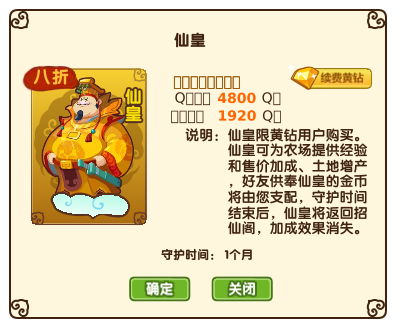 仙皇
八折
仙皇
续费黄钻
Q 4800 Q
1920 Q
说明: 仙皇限黄钻用户购买。
仙皇可为农场提供经验
和售价加成、土地增产
，好友供奉仙皇的金币
将由您支配，守护时间
结束后，仙皇将返回招
仙阁，加成效果消失。
守护时间: 1个月
确定 关闭